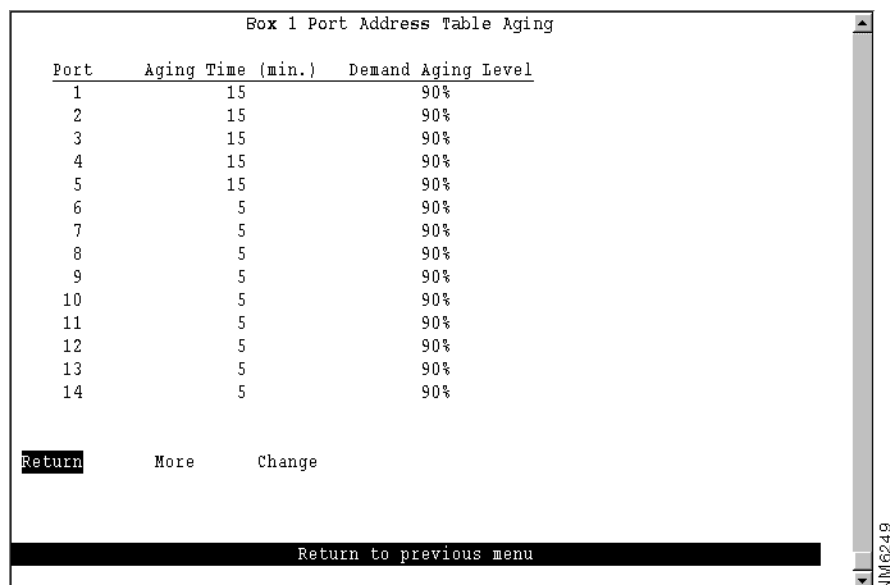 Box 1 Port Address Table Aging
Port Aging Time (min.) Demand Aging Level
1 15 90%
2 15 90%
3 15 90%
4 15 90%
5 15 90%
6 5 90%
7 5 90%
8 5 90%
9 5 90%
10 5 90%
11 5 90%
12 5 90%
13 5 90%
14 5 90%
Return More Change
Return to previous menu
NM6249